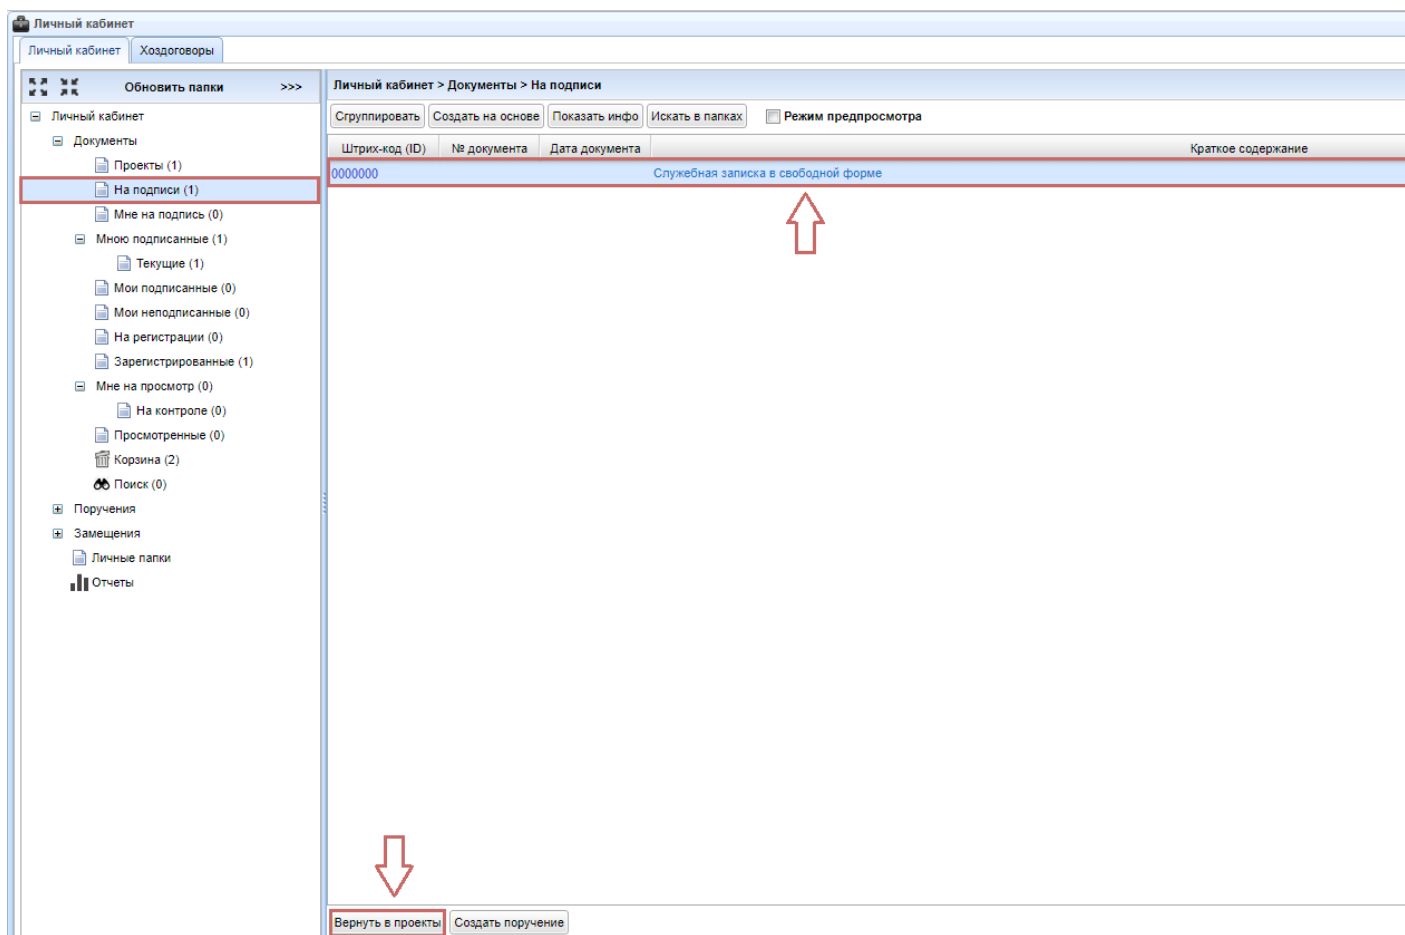 Личный кабинет
Личный кабинет Хоздоговоры
Обновить папки >>>
Личный кабинет
Документы
Проекты (1)
На подписи (1)
Мне на подпись (0)
Мною подписанные (1)
Текущие (1)
Мои подписанные (0)
Мои неподписанные (0)
На регистрации (0)
Зарегистрированные (1)
Мне на просмотр (0)
На контроле (0)
Просмотренные (0)
Корзина (2)
Поиск (0)
Поручения
Замещения
Личные папки
Отчеты
Личный кабинет > Документы > На подписи
Сгруппировать Создать на основе Показать инфо Искать в папках Режим предпросмотра
Штрих-код (ID) № документа Дата документа Краткое содержание
0000000 Служебная записка в свободной форме
Вернуть в проекты Создать поручение